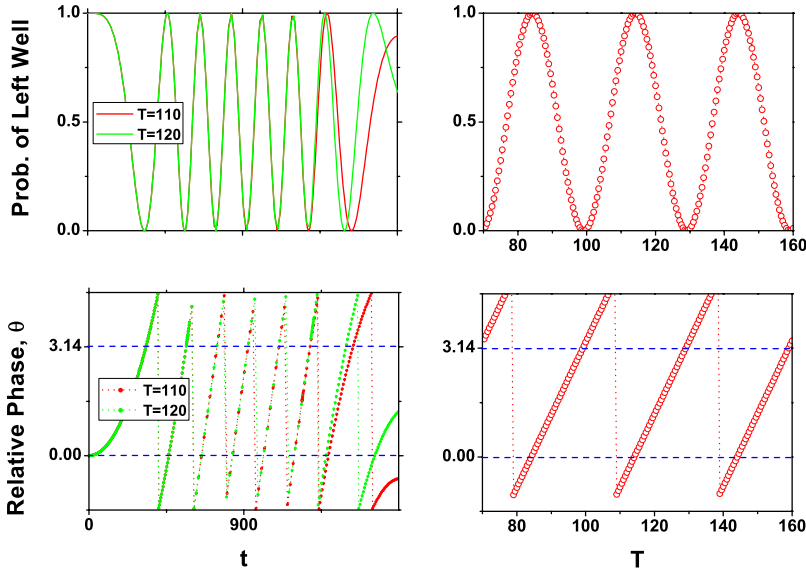 Prob. of Left Well
1.0
0.5
0.0
T=110
T=120
1.0
0.5
0.0
80 100 120 140 160
Relative Phase, θ
3.14
0.00
T=110
T=120
0 900
t
3.14
0.00
80 100 120 140 160
T